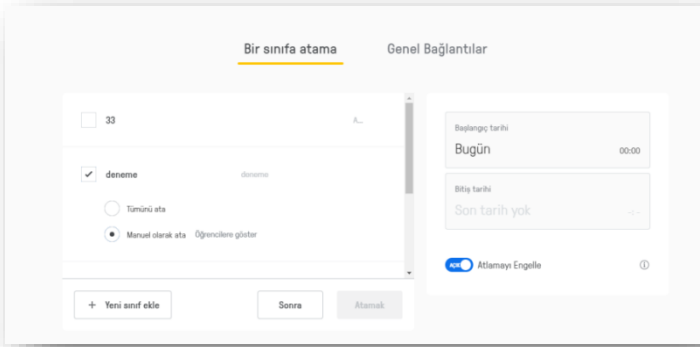 Bir sınıfa atama
Genel Bağlantılar
33
A...
deneme
deneme
Tümünü ata
Manuel olarak ata Öğrencilere göster
+ Yeni sınıf ekle
Sonra
Atamak
Başlangıç tarihi
Bugün 00:00
Bitiş tarihi
Son tarih yok -:-
Atlamayı Engelle